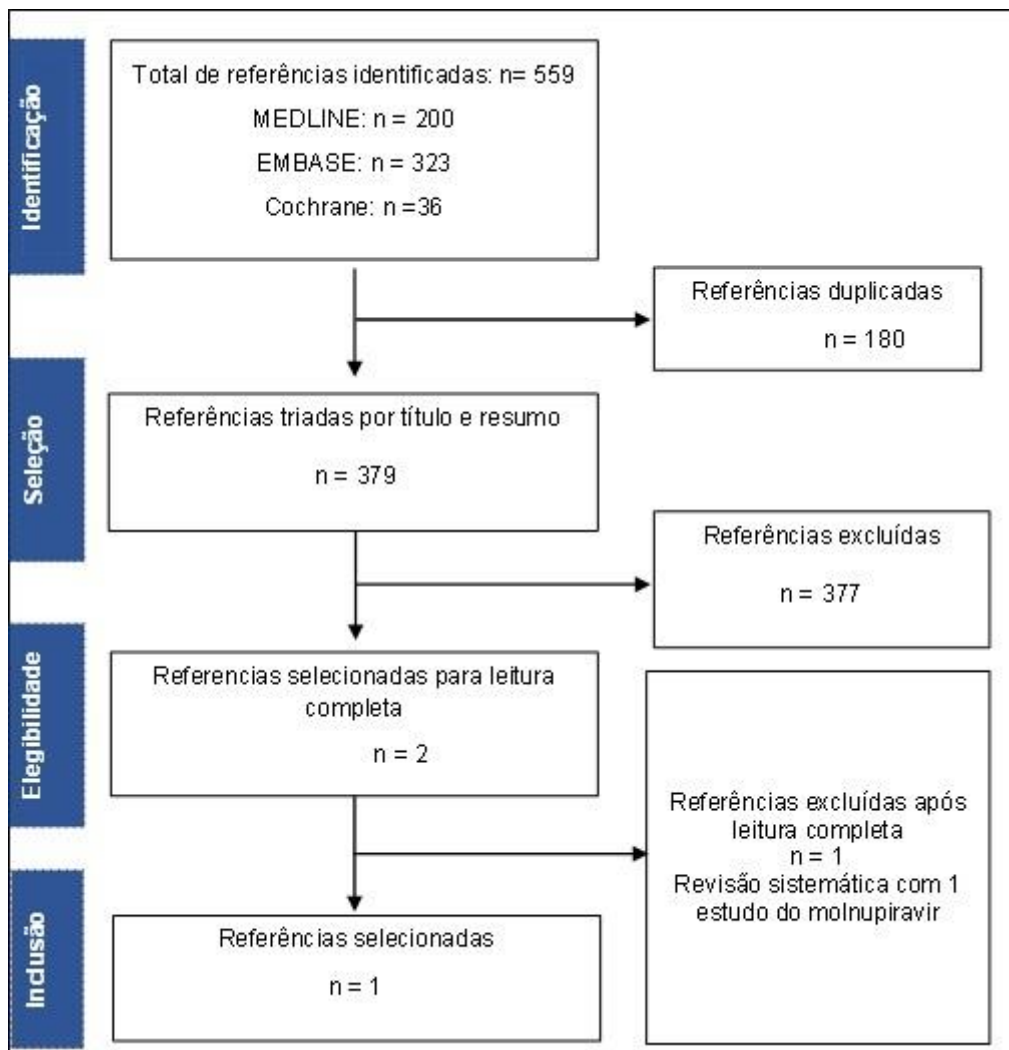 Identificação
Total de referências identificadas: n= 559
MEDLINE: n = 200
EMBASE: n = 323
Cochrane: n =36
Referências duplicadas
n = 180
Seleção
Referências triadas por título e resumo
n = 379
Referências excluídas
n = 377
Elegibilidade
Referencias selecionadas para leitura
completa
n = 2
Referências excluídas após
leitura completa
n = 1
Revisão sistemática com 1
estudo do molnupiravir
Inclusão
Referências selecionadas
n = 1